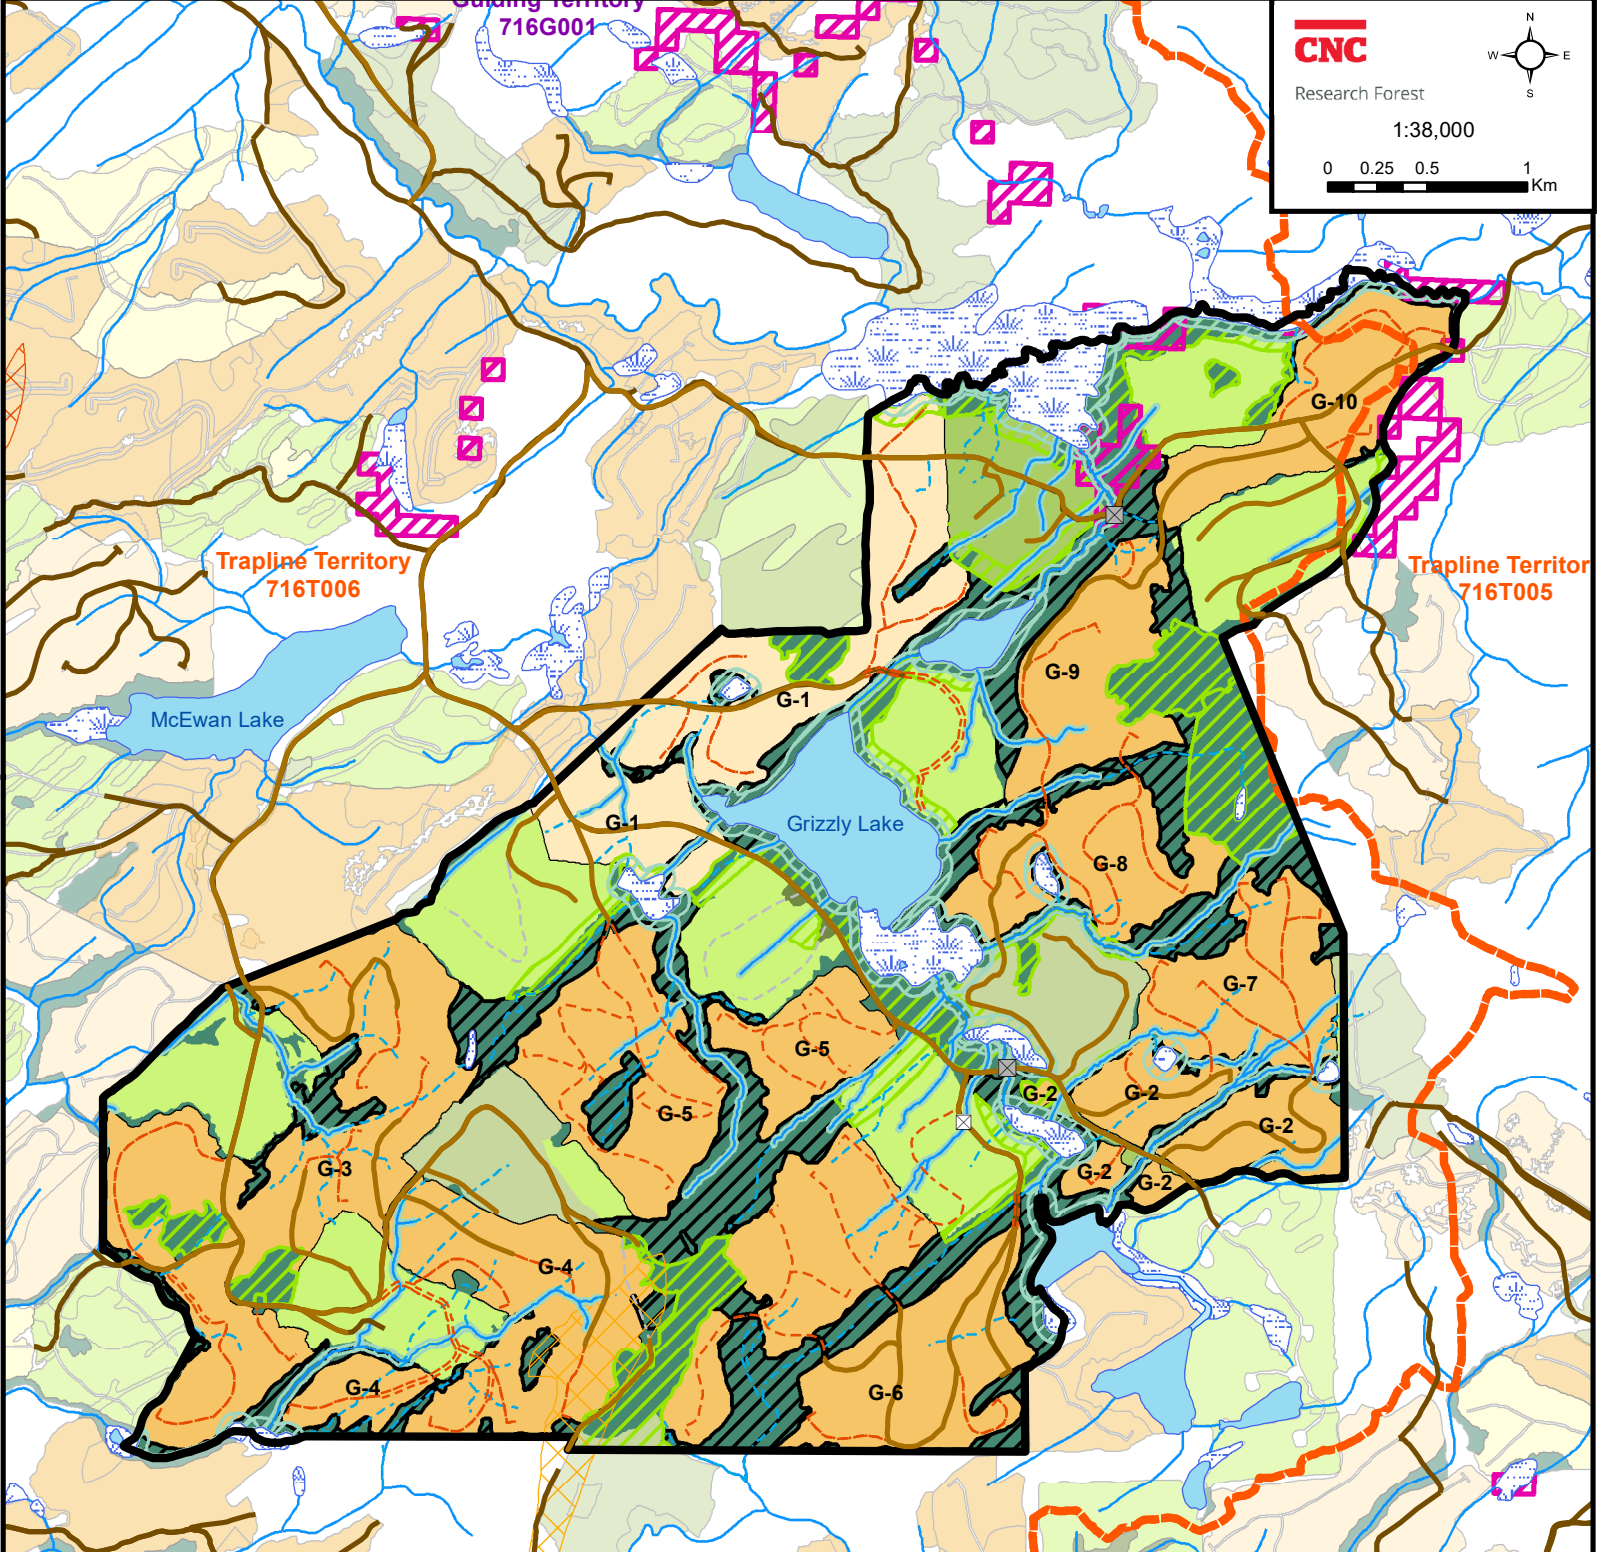 Guiding Territory
716G001
CNC
Research Forest
N
W
E
S
1:38,000
0 0.25 0.5 1
Km
G-10
Trapline Territory
716T006
Trapline Territor
716T005
G-9
G-1
McEwan Lake
G-1
Grizzly Lake
G-8
G-7
G-5
G-2
G-2
G-5
G-2
G-3
G-2
G-2
G-4
G-4
G-6